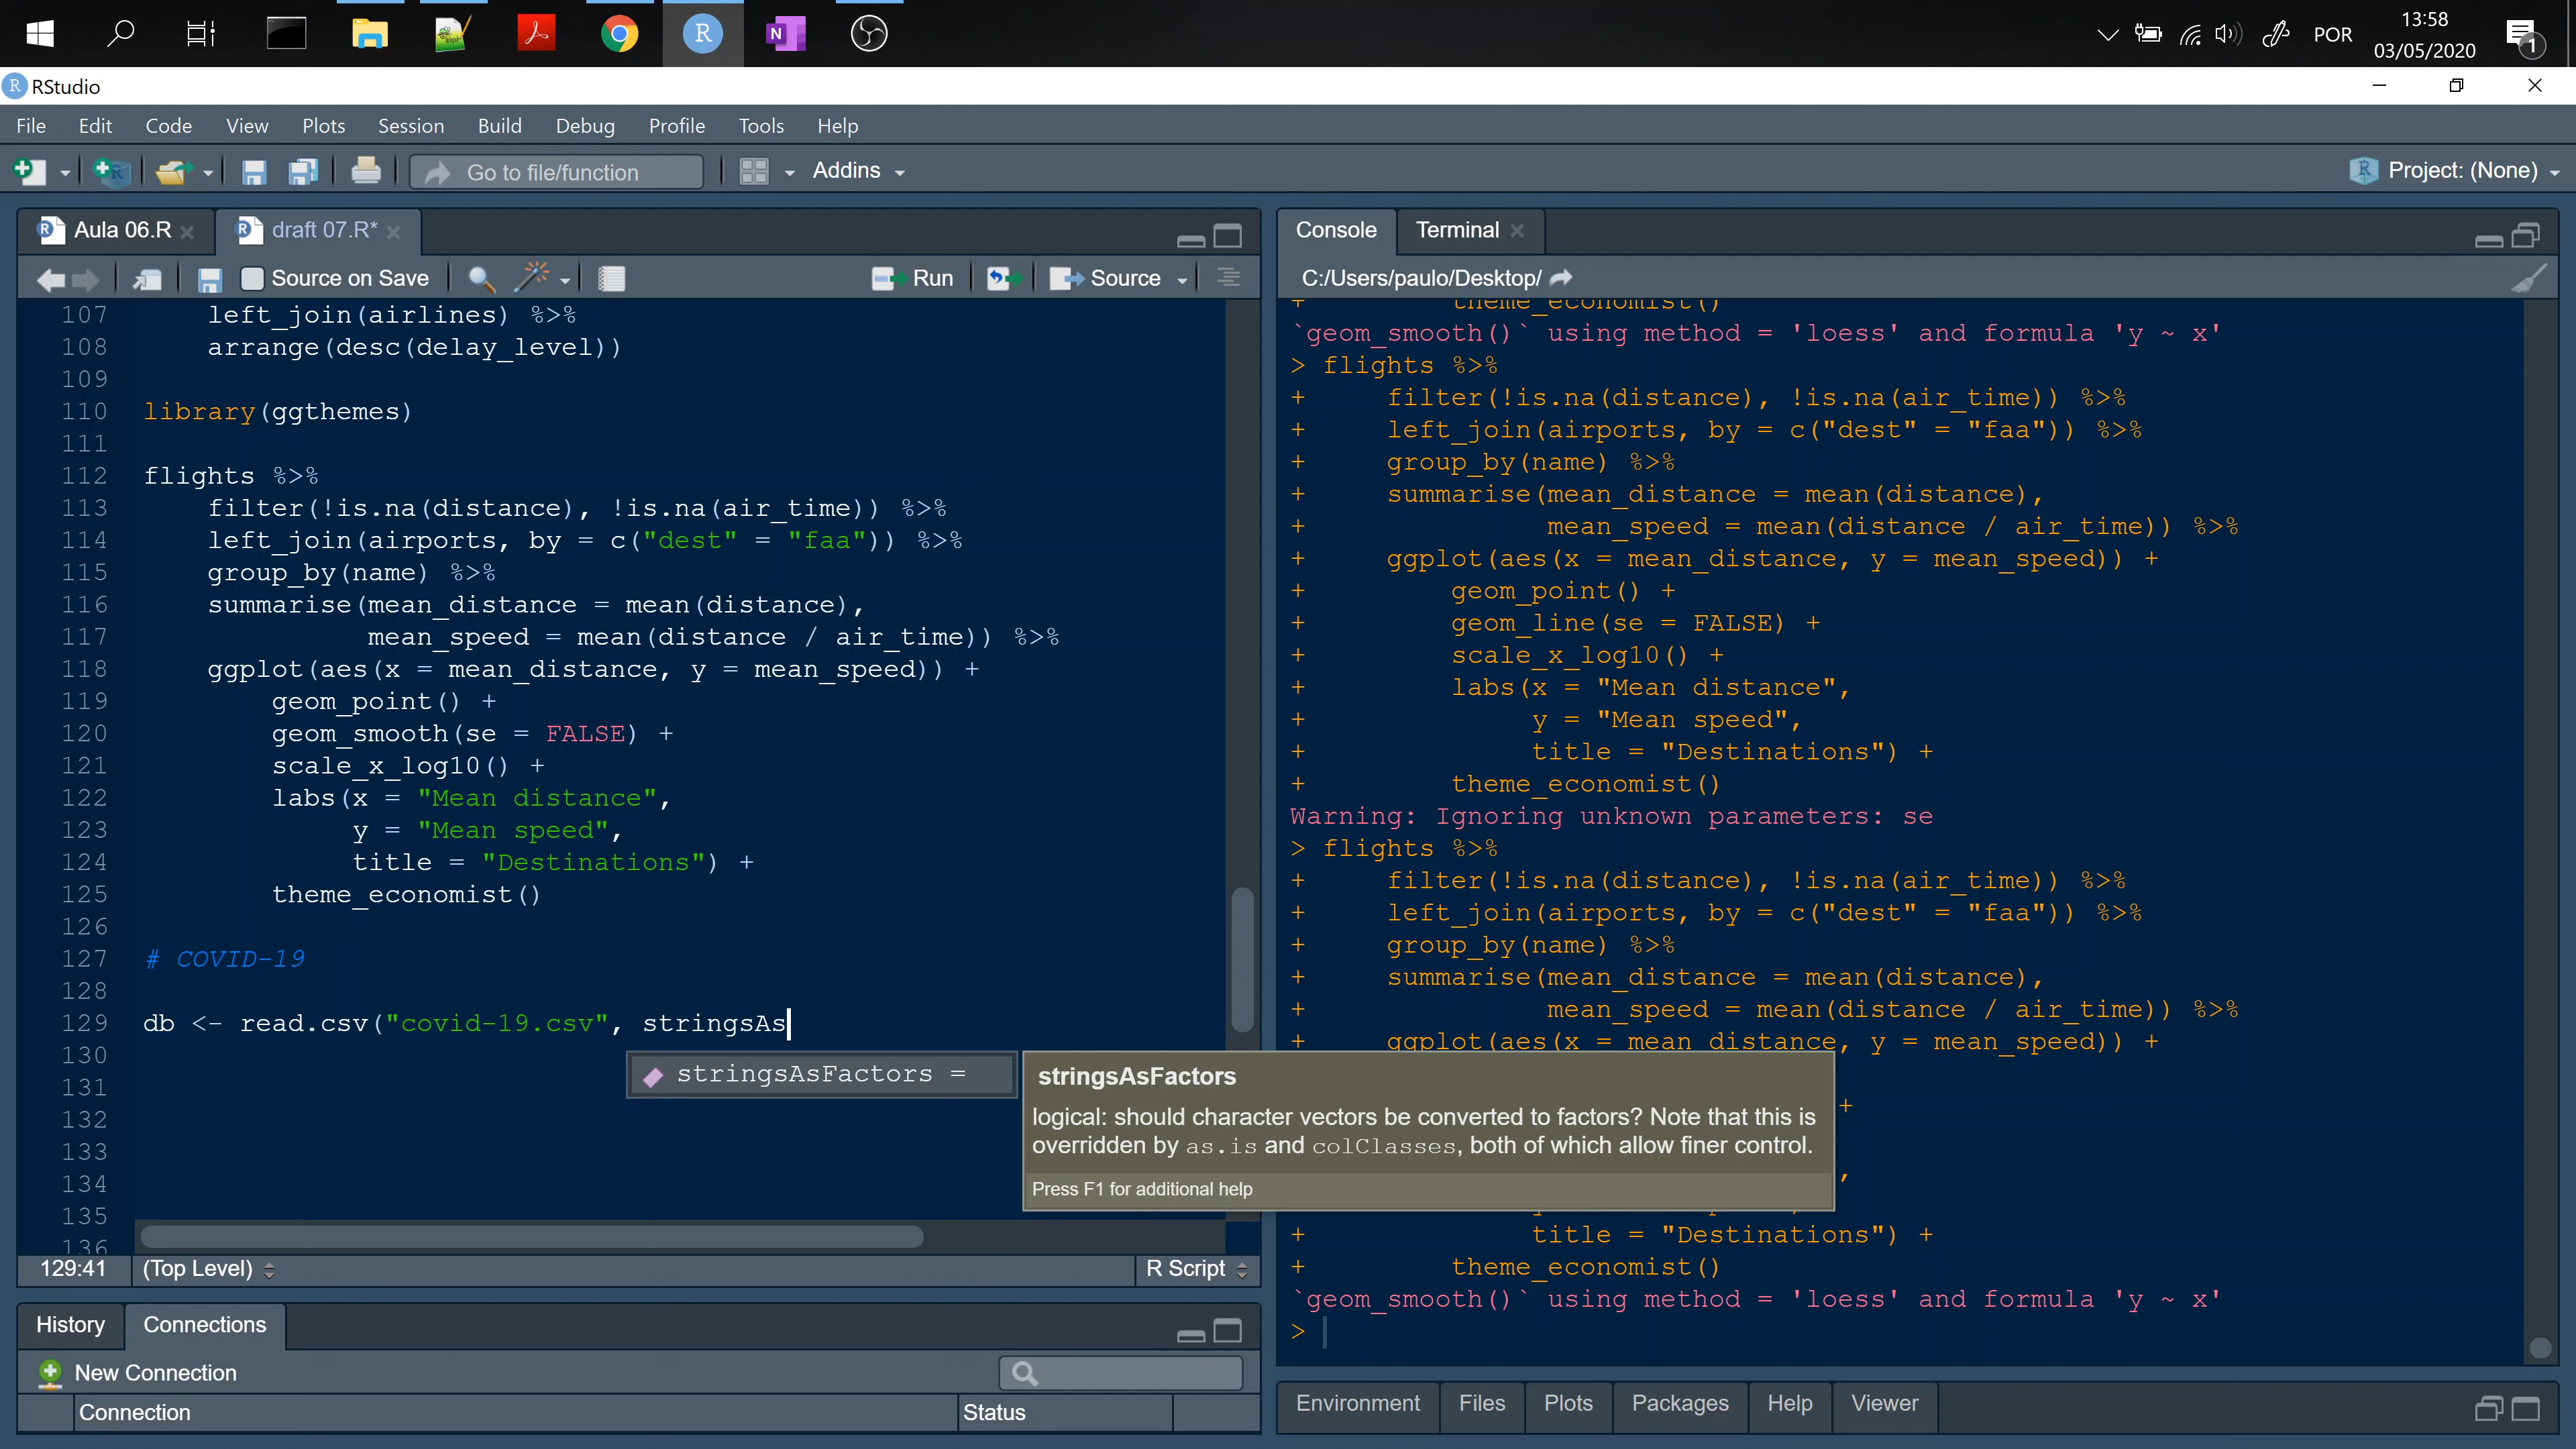 POR
13:58
03/05/2020
1
RStudio
File Edit Code View Plots Session Build Debug Profile Tools Help
Go to file/function
Addins
Project: (None)
Aula 06.R
draft 07.R*
Source on Save
Run
Source
107 left_join(airlines) %>%
108 arrange(desc(delay_level))
109
110 library(ggthemes)
111
112 flights %>%
113 filter(!is.na(distance), !is.na(air_time)) %>%
114 left_join(airports, by = c("dest" = "faa")) %>%
115 group_by(name) %>%
116 summarise(mean_distance = mean(distance),
117 mean_speed = mean(distance / air_time)) %>%
118 ggplot(aes(x = mean_distance, y = mean_speed)) +
119 geom_point() +
120 geom_smooth(se = FALSE) +
121 scale_x_log10() +
122 labs(x = "Mean distance",
123 y = "Mean speed",
124 title = "Destinations") +
125 theme_economist()
126
127 # COVID-19
128
129 db <- read.csv("covid-19.csv", stringsAs
130
131
132
133
134
135
136
stringsAsFactors =
stringsAsFactors
logical: should character vectors be converted to factors? Note that this is
overridden by as.is and colClasses, both of which allow finer control.
Press F1 for additional help
129:41 (Top Level) R Script
History Connections
New Connection
Connection Status
Console Terminal
C:/Users/paulo/Desktop/
+ theme_economist()
`geom_smooth()` using method = 'loess' and formula 'y ~ x'
> flights %>%
+ filter(!is.na(distance), !is.na(air_time)) %>%
+ left_join(airports, by = c("dest" = "faa")) %>%
+ group_by(name) %>%
+ summarise(mean_distance = mean(distance),
+ mean_speed = mean(distance / air_time)) %>%
+ ggplot(aes(x = mean_distance, y = mean_speed)) +
+ geom_point() +
+ geom_line(se = FALSE) +
+ scale_x_log10() +
+ labs(x = "Mean distance",
+ y = "Mean speed",
+ title = "Destinations") +
+ theme_economist()
Warning: Ignoring unknown parameters: se
> flights %>%
+ filter(!is.na(distance), !is.na(air_time)) %>%
+ left_join(airports, by = c("dest" = "faa")) %>%
+ group_by(name) %>%
+ summarise(mean_distance = mean(distance),
+ mean_speed = mean(distance / air_time)) %>%
+ ggplot(aes(x = mean_distance, y = mean_speed)) +
+
,
+ title = "Destinations") +
+ theme_economist()
`geom_smooth()` using method = 'loess' and formula 'y ~ x'
>
Environment Files Plots Packages Help Viewer